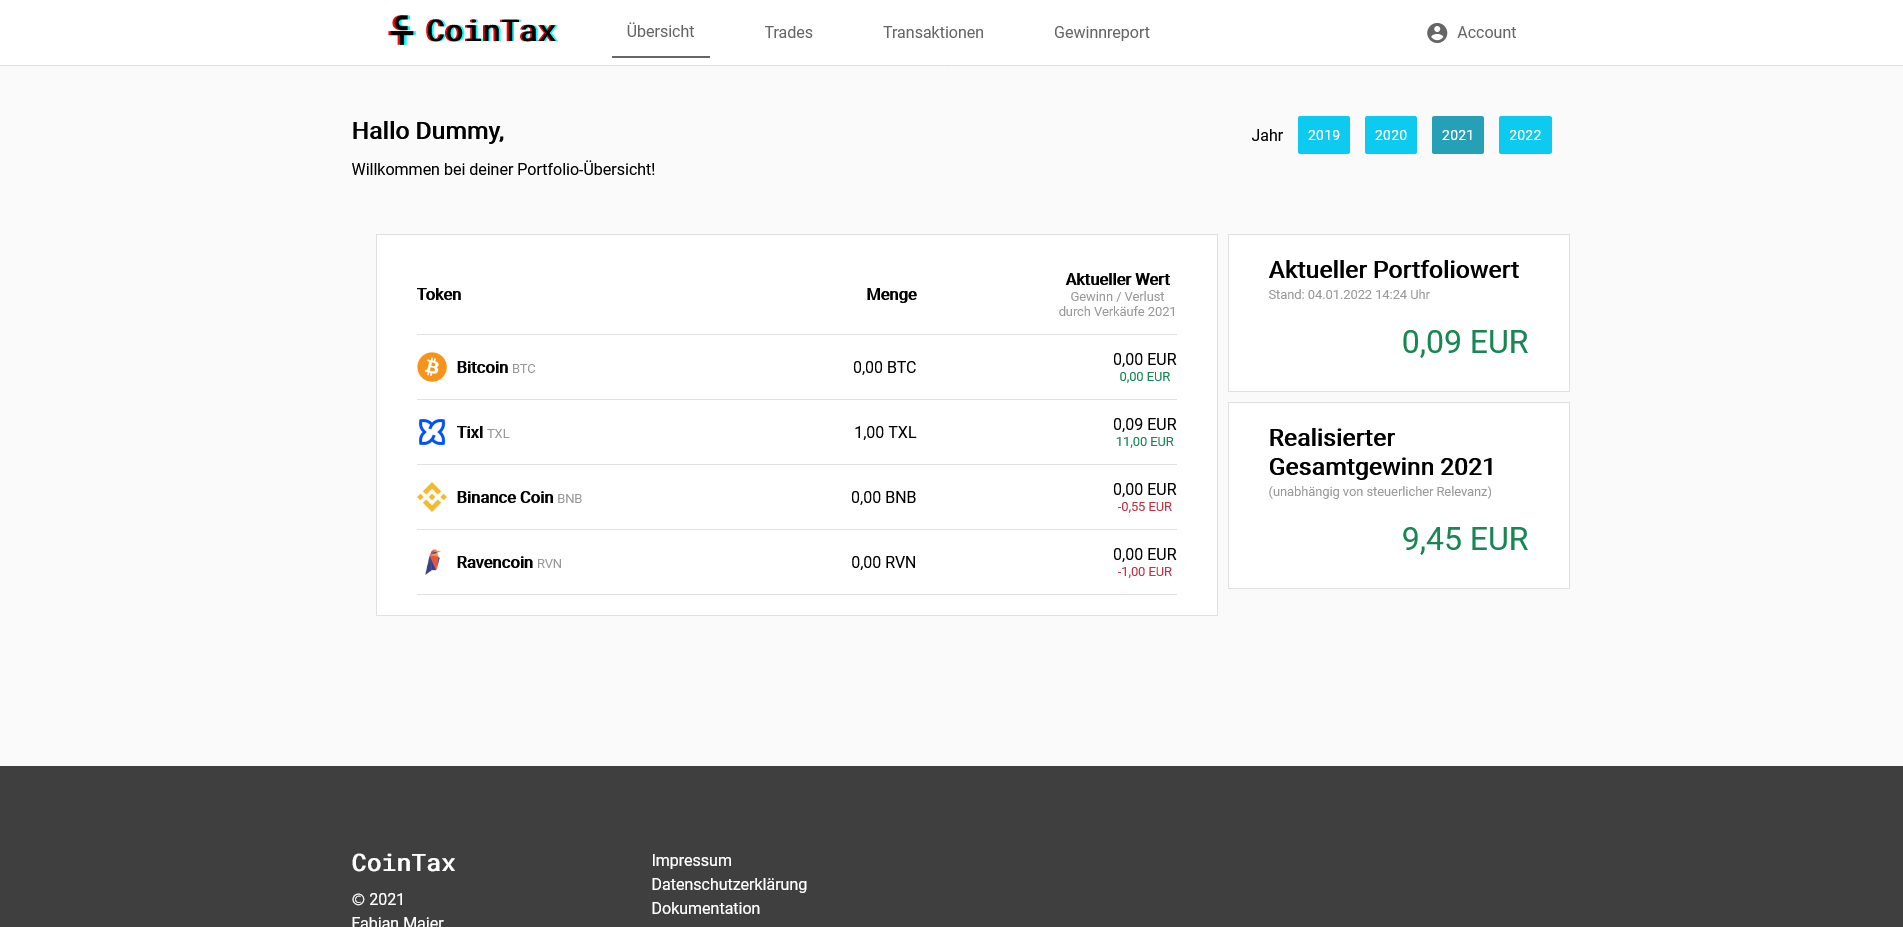 CoinTax
Übersicht
Trades
Transaktionen
Gewinnreport
Account
Hallo Dummy,
Willkommen bei deiner Portfolio-Übersicht!
Jahr
2019
2020
2021
2022
Token
Menge
Aktueller Wert
Gewinn / Verlust
durch Verkäufe 2021
Bitcoin BTC
0,00 BTC
0,00 EUR
0,00 EUR
Tixl TXL
1,00 TXL
0,09 EUR
11,00 EUR
Binance Coin BNB
0,00 BNB
0,00 EUR
-0,55 EUR
Ravencoin RVN
0,00 RVN
0,00 EUR
-1,00 EUR
Aktueller Portfoliowert
Stand: 04.01.2022 14:24 Uhr
0,09 EUR
Realisierter
Gesamtgewinn 2021
(unabhängig von steuerlicher Relevanz)
9,45 EUR
CoinTax
© 2021
Fabian Maier
Impressum
Datenschutzerklärung
Dokumentation